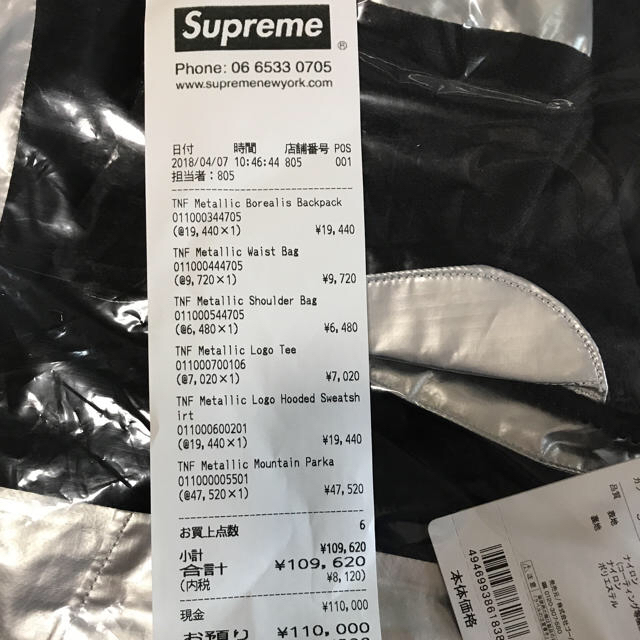 Supreme
®
Phone: 06 6533 0705
www.supremenewyork.com
日付 時間 店舗番号 POS
2018/04/07 10:46:44 805 001
担当者:805
TNF Metallic Borealis Backpack
011000344705
(@19,440×1) ¥19,440
TNF Metallic Waist Bag
011000444705
(@9,720×1) ¥9,720
TNF Metallic Shoulder Bag
011000544705
(@6,480×1) ¥6,480
TNF Metallic Logo Tee
011000700106
(@7,020×1) ¥7,020
TNF Metallic Logo Hooded Sweatsh
irt
011000600201
(@19,440×1) ¥19,440
TNF Metallic Mountain Parka
011000005501
(@47,520×1) ¥47,520
お買上点数 6
小計 ¥109,620
合計 ¥109,620
(内税 ¥8,120)
現金 ¥110,000
お預り ¥110,000
品質 表地
裏地
ナイロン
ポリエステル
本体価格